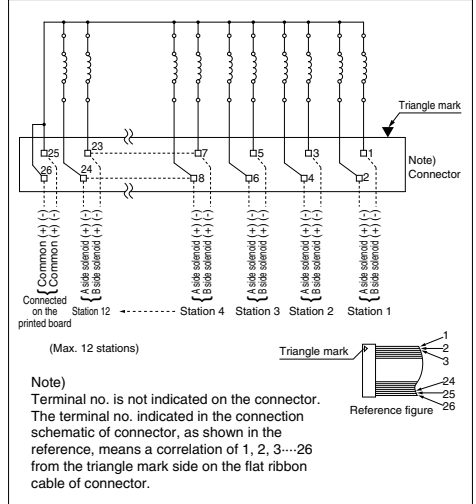 Triangle mark
25 23 7 5 3 1
Note)
Connector
26 24 8 6 4 2
Common (+) (-)
Common (+) (-)
A side solenoid (+) (-)
B side solenoid (+) (-)
A side solenoid (+) (-)
B side solenoid (+) (-)
A side solenoid (+) (-)
B side solenoid (+) (-)
A side solenoid (+) (-)
B side solenoid (+) (-)
A side solenoid (+) (-)
B side solenoid (+) (-)
Connected
on the
printed board
Station 12 Station 4 Station 3 Station 2 Station 1
(Max. 12 stations)
Triangle mark
1
2
3
24
25
26
Reference figure
Note)
Terminal no. is not indicated on the connector.
The terminal no. indicated in the connection
schematic of connector, as shown in the
reference, means a correlation of 1, 2, 3····26
from the triangle mark side on the flat ribbon
cable of connector.